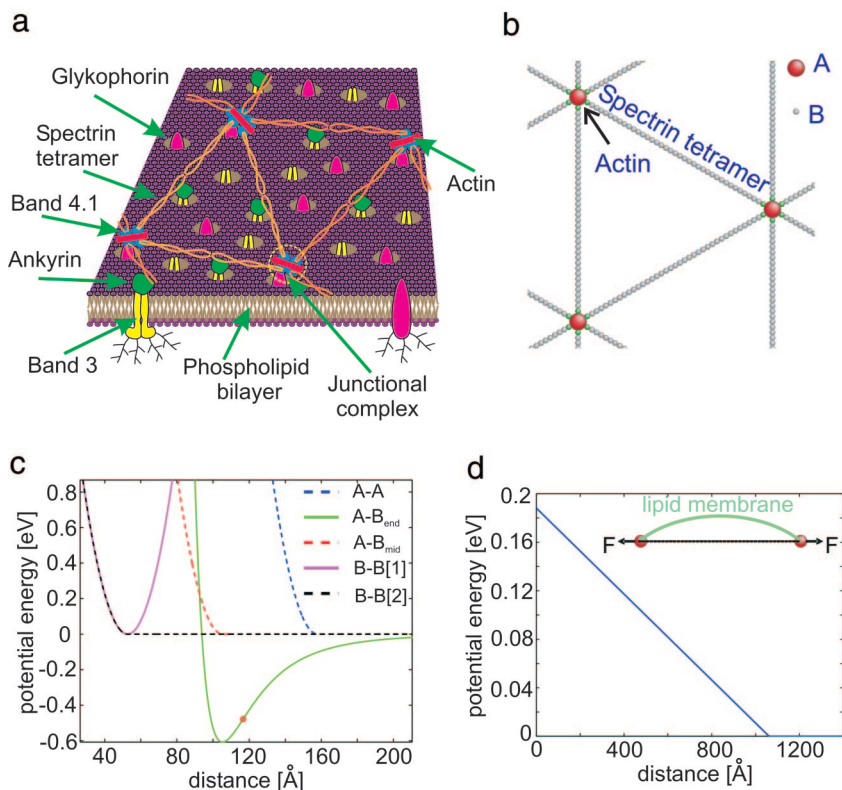 a
Glykophorin
Spectrin
tetramer
Band 4.1
Ankyrin
Band 3
Phospholipid
bilayer
Junctional
complex
Actin
b
A
B
Spectrin tetramer
Actin
c
potential energy [eV]
0.8
0.6
0.4
0.2
0
-0.2
-0.4
-0.6
40
80
120
160
200
distance [Å]
A-A
A-Bend
A-Bmid
B-B[1]
B-B[2]
d
potential energy [eV]
0.2
0.16
0.12
0.08
0.04
0
0
400
800
1200
distance [Å]
lipid membrane
F
F